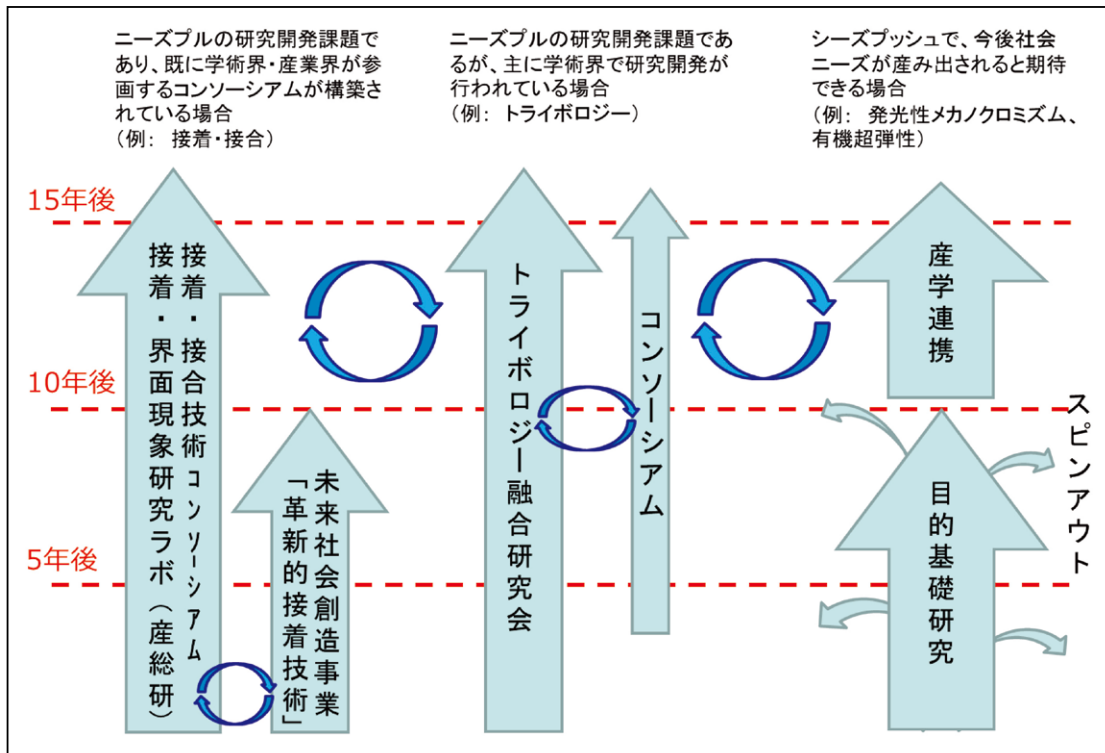 ニーズプルの研究開発課題で
あり、既に学術界・産業界が参
画するコンソーシアムが構築さ
れている場合
（例： 接着・接合）
ニーズプルの研究開発課題であ
るが、主に学術界で研究開発が
行われている場合
（例： トライボロジー）
シーズプッシュで、今後社会
ニーズが産み出されると期待
できる場合
（例： 発光性メカノクロミズム、
有機超弾性）
15年後
10年後
5年後
接着・接合技術コンソーシアム
接着・界面現象研究ラボ（産総研）
未来社会創造事業
「革新的接着技術」
トライボロジー融合研究会
コンソーシアム
産学連携
目的基礎研究
スピンアウト